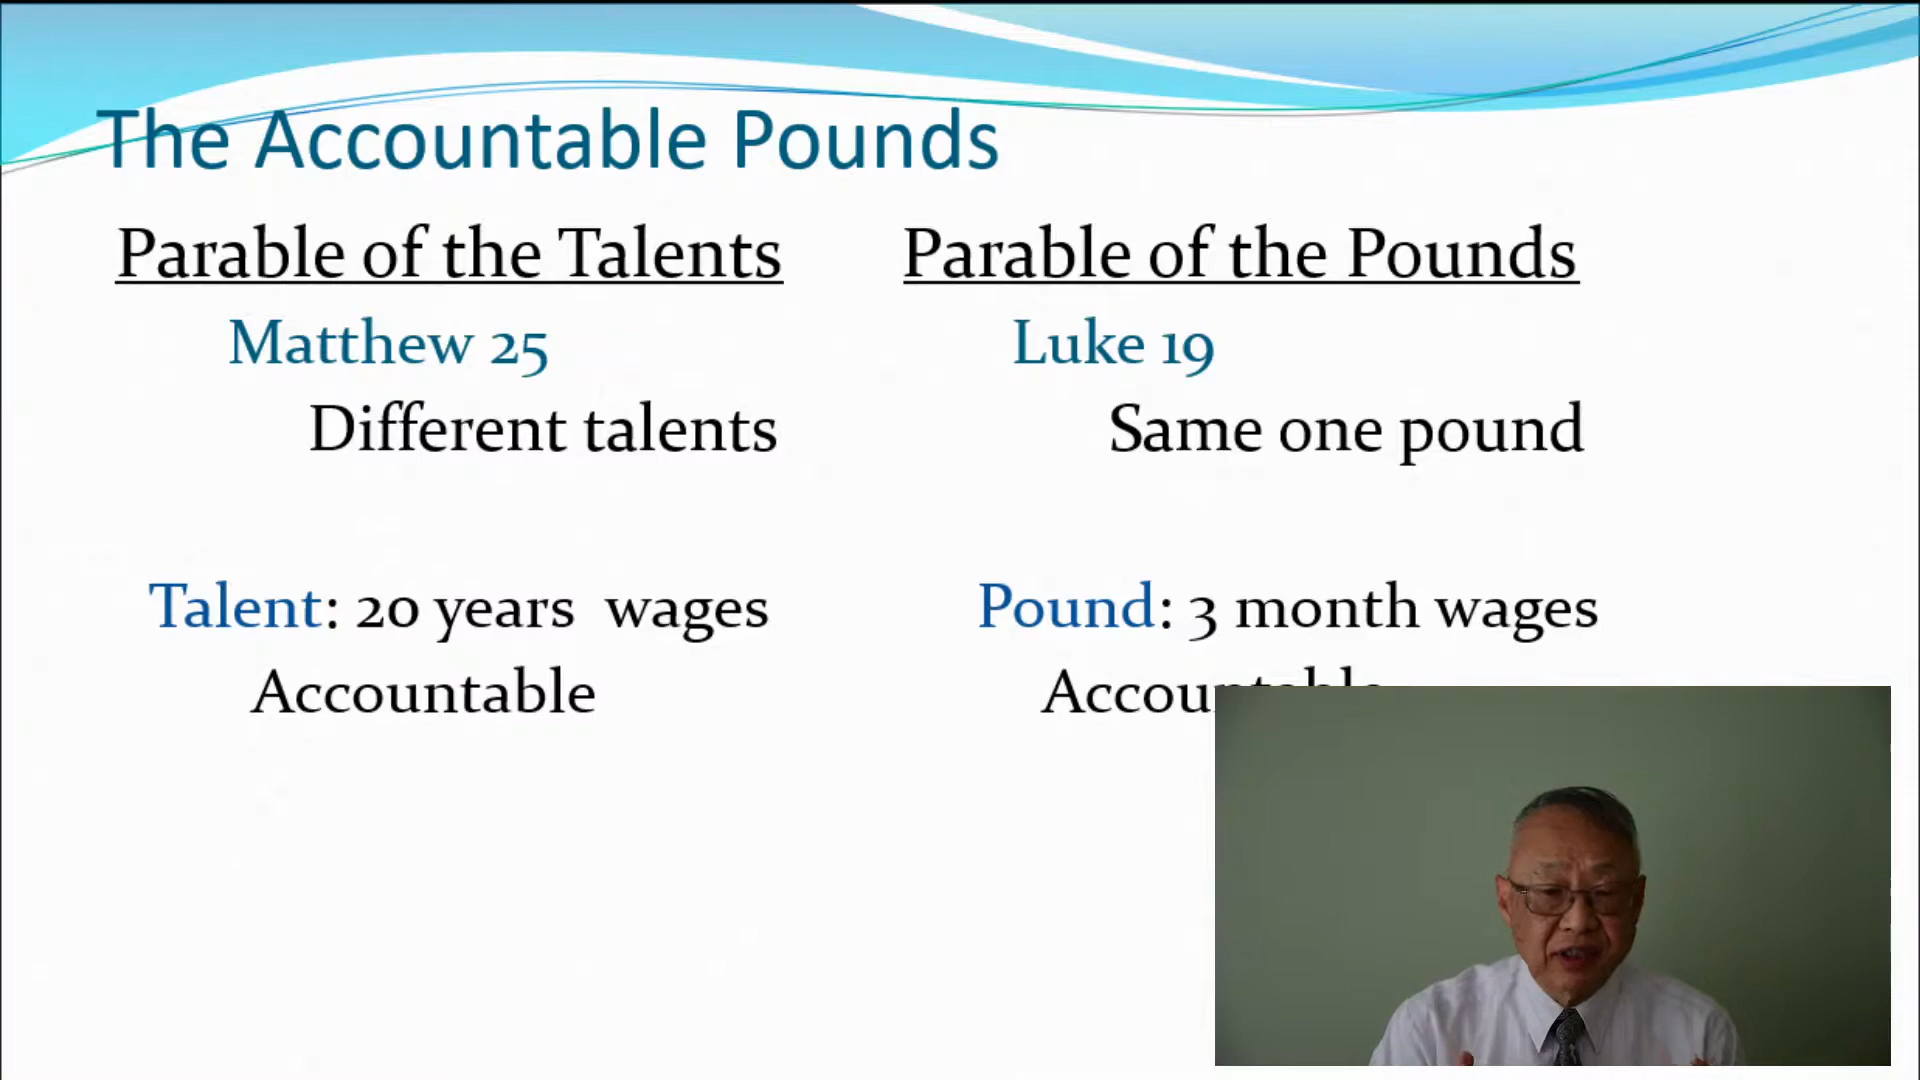 The Accountable Pounds
Parable of the Talents
Matthew 25
Different talents
Talent: 20 years wages
Accountable
Parable of the Pounds
Luke 19
Same one pound
Pound: 3 month wages
Accountable